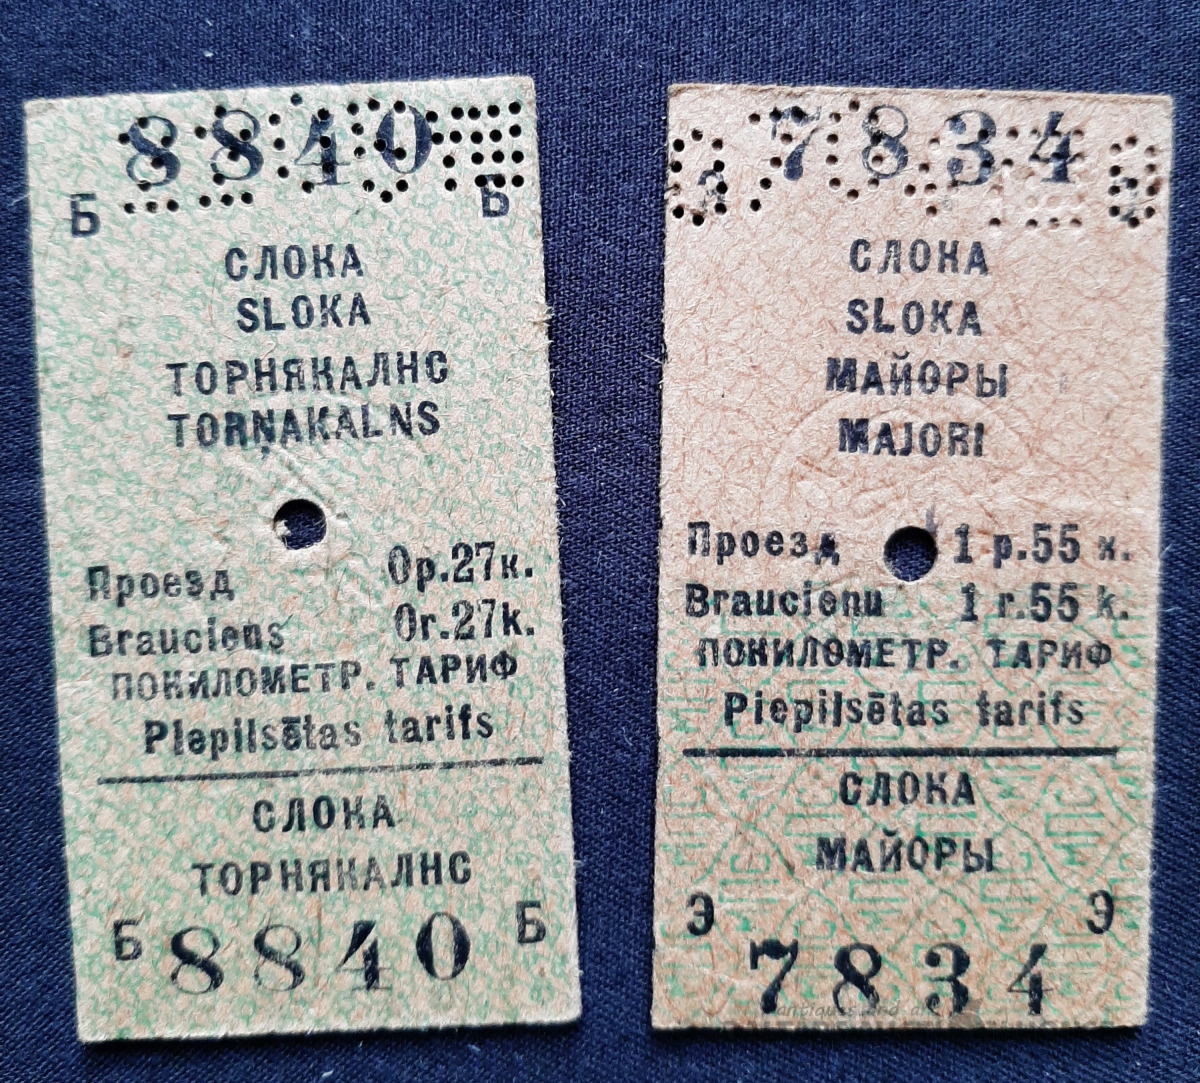 8840
Б Б
СЛОКА
SLOKA
ТОРНЯКАЛНС
TORŅAKALNS
Проезд 0р.27к.
Brauciens 0r.27k.
ПОКИЛОМЕТР. ТАРИФ
Piepilsētas tarifs
СЛОКА
ТОРНЯКАЛНС
Б Б
8840
7834
СЛОКА
SLOKA
МАЙОРЫ
MAJORI
Проезд 1 р.55 к.
Braucienu 1 r.55 k.
ПОКИЛОМЕТР. ТАРИФ
Piepilsētas tarifs
СЛОКА
МАЙОРЫ
Э Э
7834